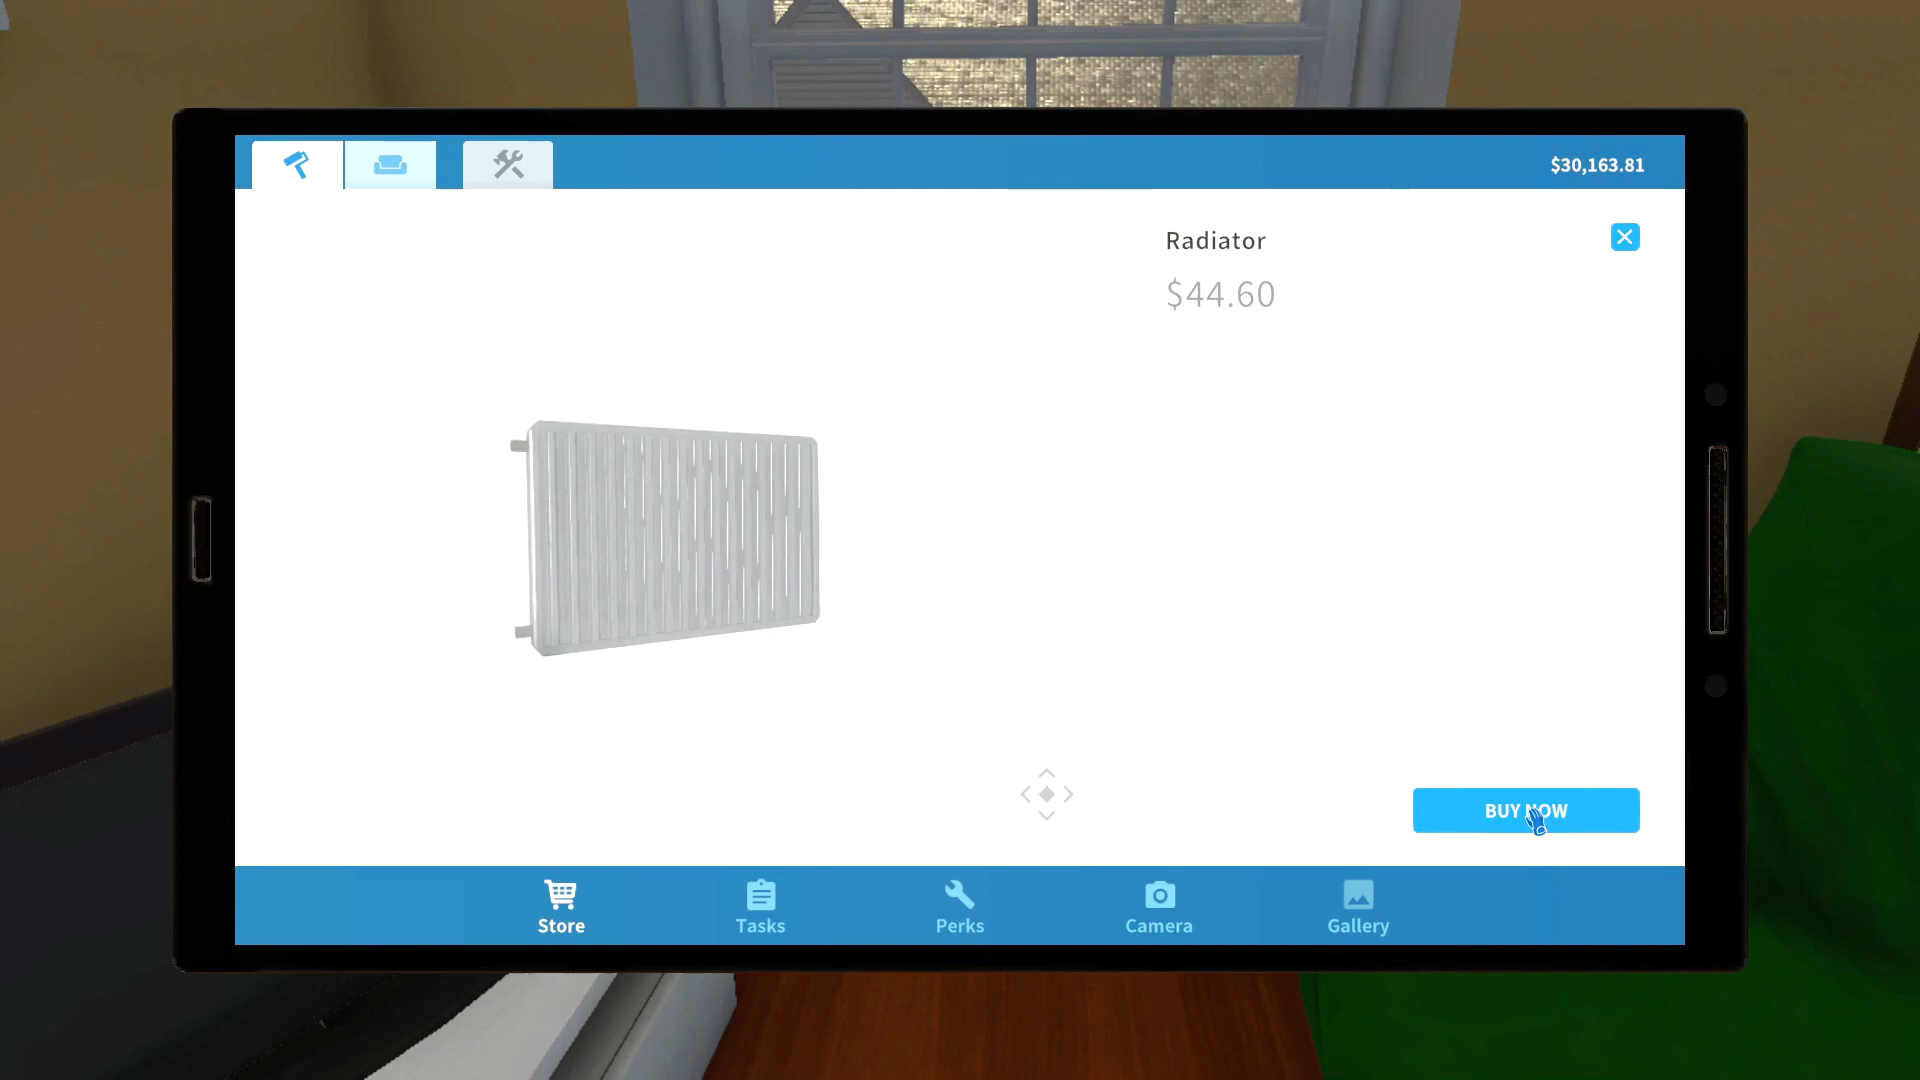 $30,163.81
Radiator
$44.60
BUY NOW
Store
Tasks
Perks
Camera
Gallery